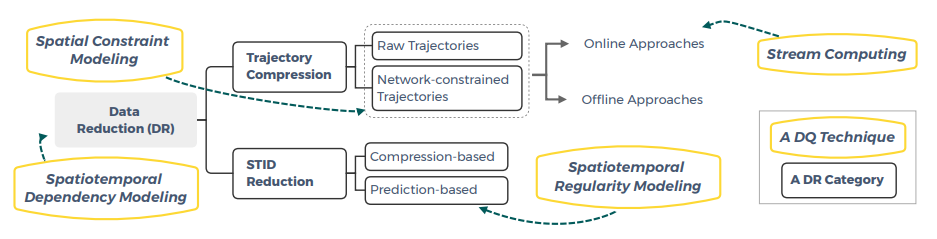 Spatial Constraint
Modeling
Data
Reduction (DR)
Spatiotemporal
Dependency Modeling
Trajectory
Compression
Raw Trajectories
Network-constrained
Trajectories
Online Approaches
Offline Approaches
STID
Reduction
Compression-based
Prediction-based
Spatiotemporal
Regularity Modeling
Stream Computing
A DQ Technique
A DR Category